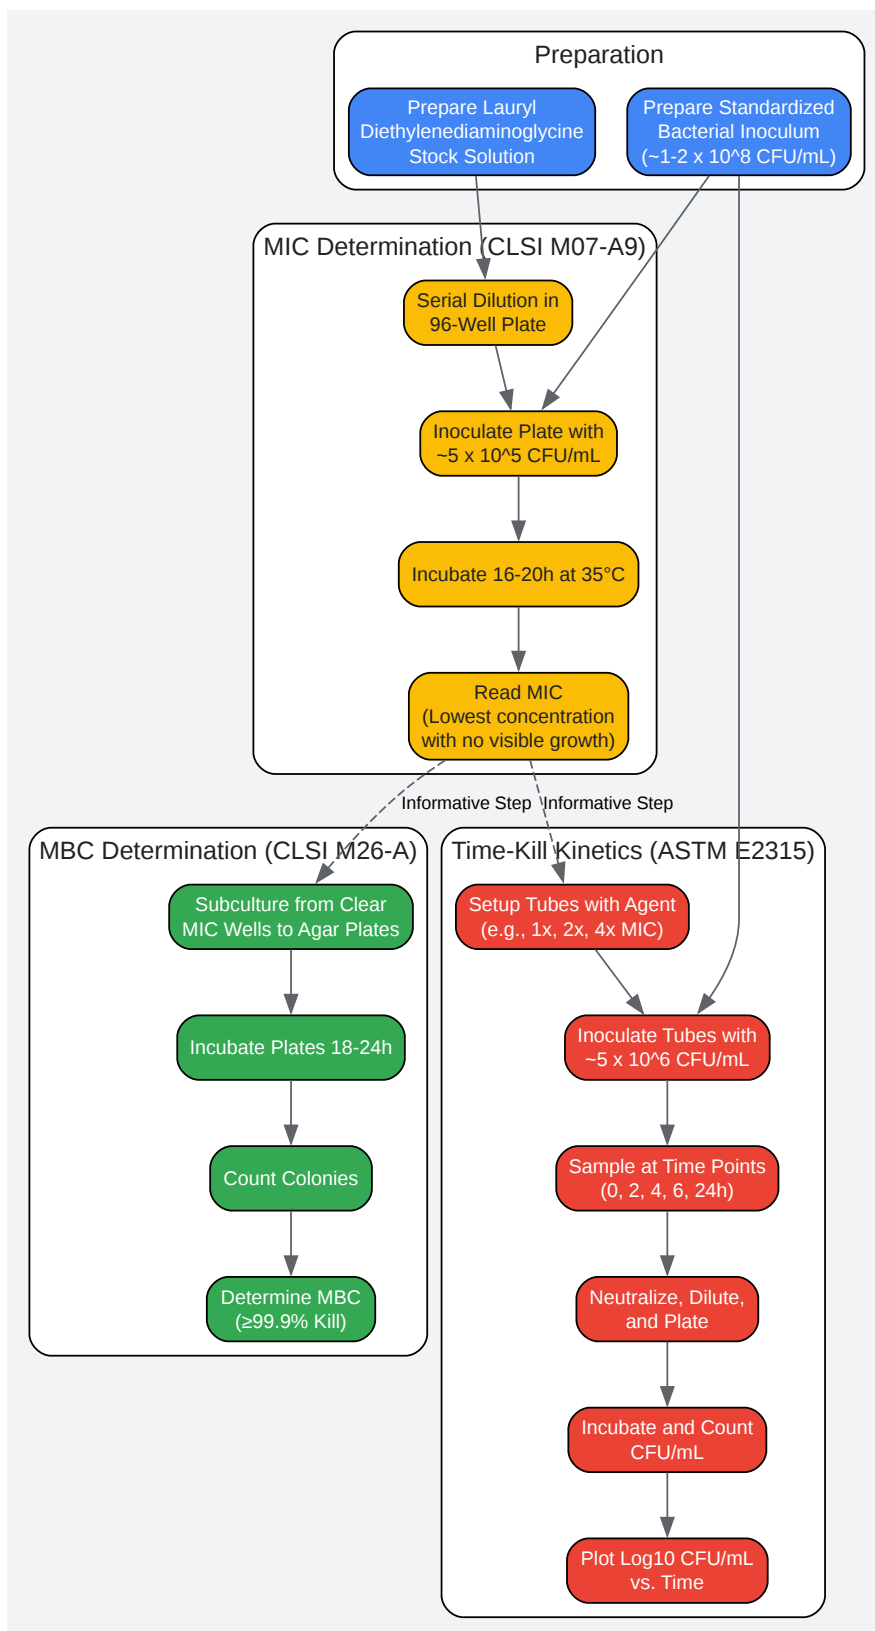 Preparation
Prepare Lauryl
Diethylenediaminoglycine
Stock Solution
Prepare Standardized
Bacterial Inoculum
(~1-2 x 10^8 CFU/mL)
MIC Determination (CLSI M07-A9)
Serial Dilution in
96-Well Plate
Inoculate Plate with
~5 x 10^5 CFU/mL
Incubate 16-20h at 35°C
Read MIC
(Lowest concentration
with no visible growth)
Informative Step
Informative Step
MBC Determination (CLSI M26-A)
Subculture from Clear
MIC Wells to Agar Plates
Incubate Plates 18-24h
Count Colonies
Determine MBC
(≥99.9% Kill)
Time-Kill Kinetics (ASTM E2315)
Setup Tubes with Agent
(e.g., 1x, 2x, 4x MIC)
Inoculate Tubes with
~5 x 10^6 CFU/mL
Sample at Time Points
(0, 2, 4, 6, 24h)
Neutralize, Dilute,
and Plate
Incubate and Count
CFU/mL
Plot Log10 CFU/mL
vs. Time